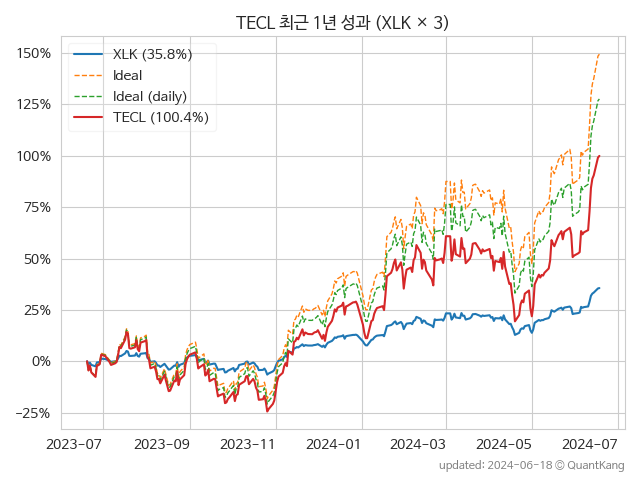 TECL 최근 1년 성과 (XLK × 3)
XLK (35.8%)
Ideal
Ideal (daily)
TECL (100.4%)
150%
125%
100%
75%
50%
25%
0%
−25%
2023-07 2023-09 2023-11 2024-01 2024-03 2024-05 2024-07
updated: 2024-06-18 © QuantKang